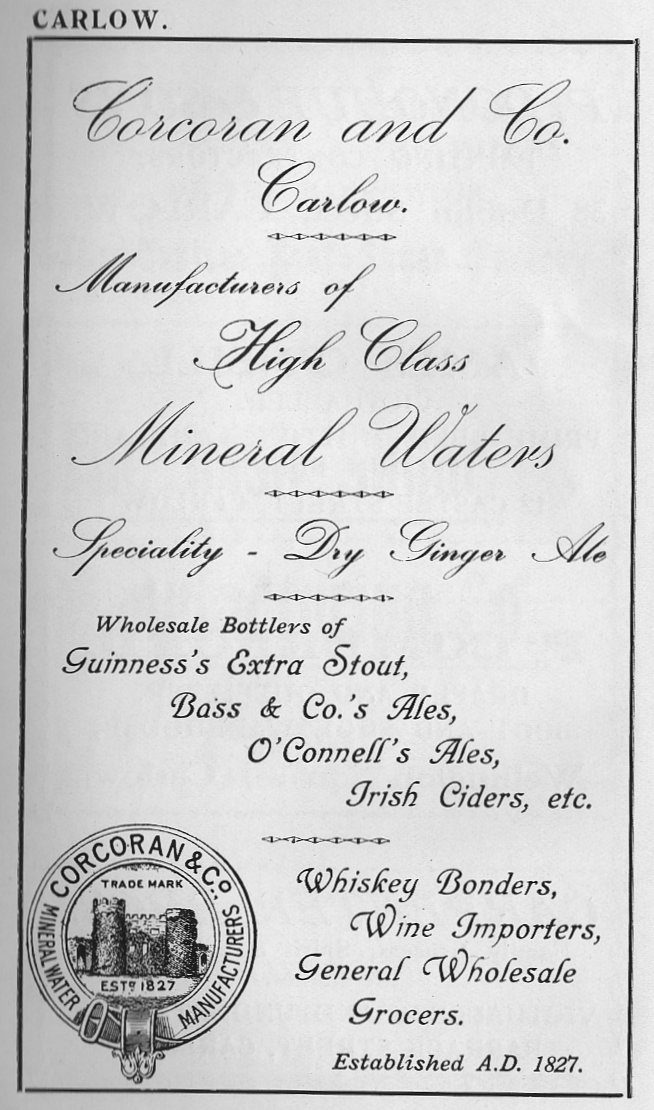 CARLOW.
Corcoran and Co.
Carlow.
Manufacturers of
High Class
Mineral Waters
Speciality - Dry Ginger Ale
Wholesale Bottlers of
Guinness's Extra Stout,
Bass & Co.'s Ales,
O'Connell's Ales,
Irish Ciders, etc.
CORCORAN & Co.
TRADE MARK
ESTD 1827
MINERAL WATER MANUFACTURERS
Whiskey Bonders,
Wine Importers,
General Wholesale
Grocers.
Established A.D. 1827.